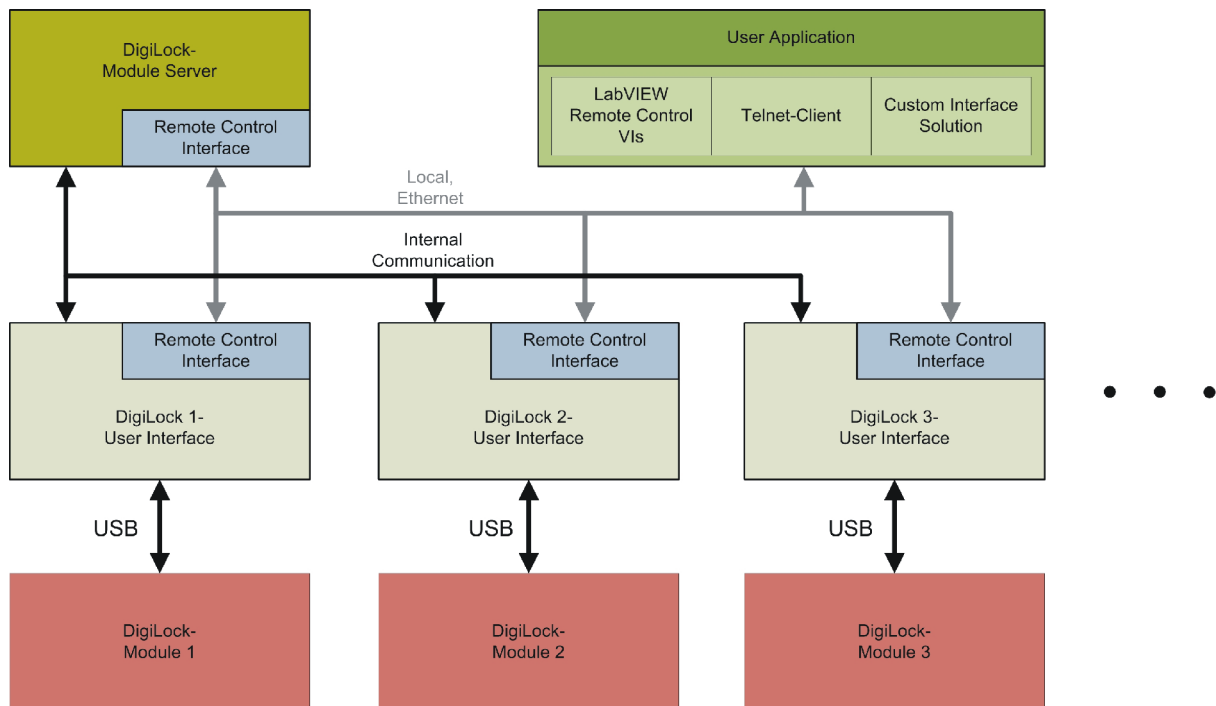 DigiLock-
Module Server
Remote Control
Interface
User Application
LabVIEW
Remote Control
VIs
Telnet-Client
Custom Interface
Solution
Local,
Ethernet
Internal
Communication
Remote Control
Interface
DigiLock 1-
User Interface
Remote Control
Interface
DigiLock 2-
User Interface
Remote Control
Interface
DigiLock 3-
User Interface
USB
USB
USB
DigiLock-
Module 1
DigiLock-
Module 2
DigiLock-
Module 3